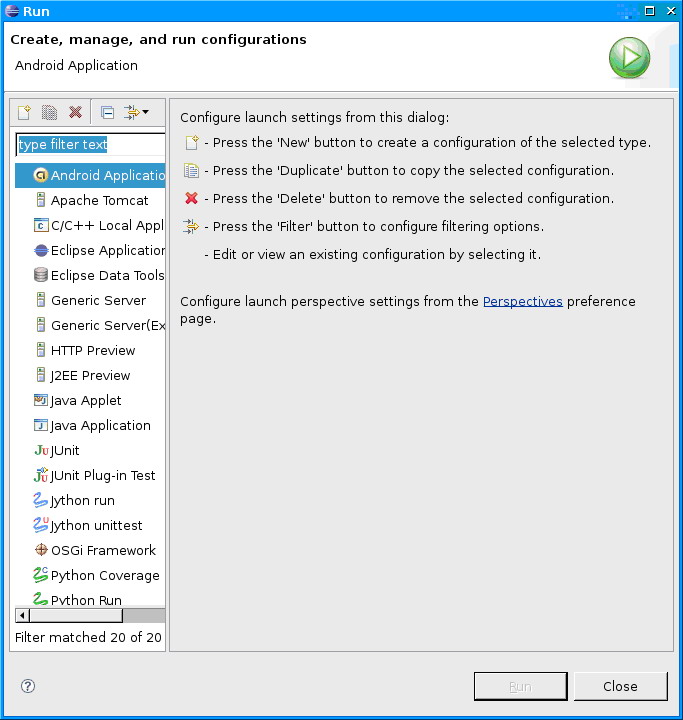 Run
Create, manage, and run configurations
Android Application
type filter text
Android Applicatio
Apache Tomcat
C/C++ Local Appl
Eclipse Application
Eclipse Data Tools
Generic Server
Generic Server(Ex
HTTP Preview
J2EE Preview
Java Applet
Java Application
JUnit
JUnit Plug-in Test
Jython run
Jython unittest
OSGi Framework
Python Coverage
Python Run
Filter matched 20 of 20
Configure launch settings from this dialog:
- Press the 'New' button to create a configuration of the selected type.
- Press the 'Duplicate' button to copy the selected configuration.
- Press the 'Delete' button to remove the selected configuration.
- Press the 'Filter' button to configure filtering options.
- Edit or view an existing configuration by selecting it.
Configure launch perspective settings from the Perspectives preference
page.
Run
Close